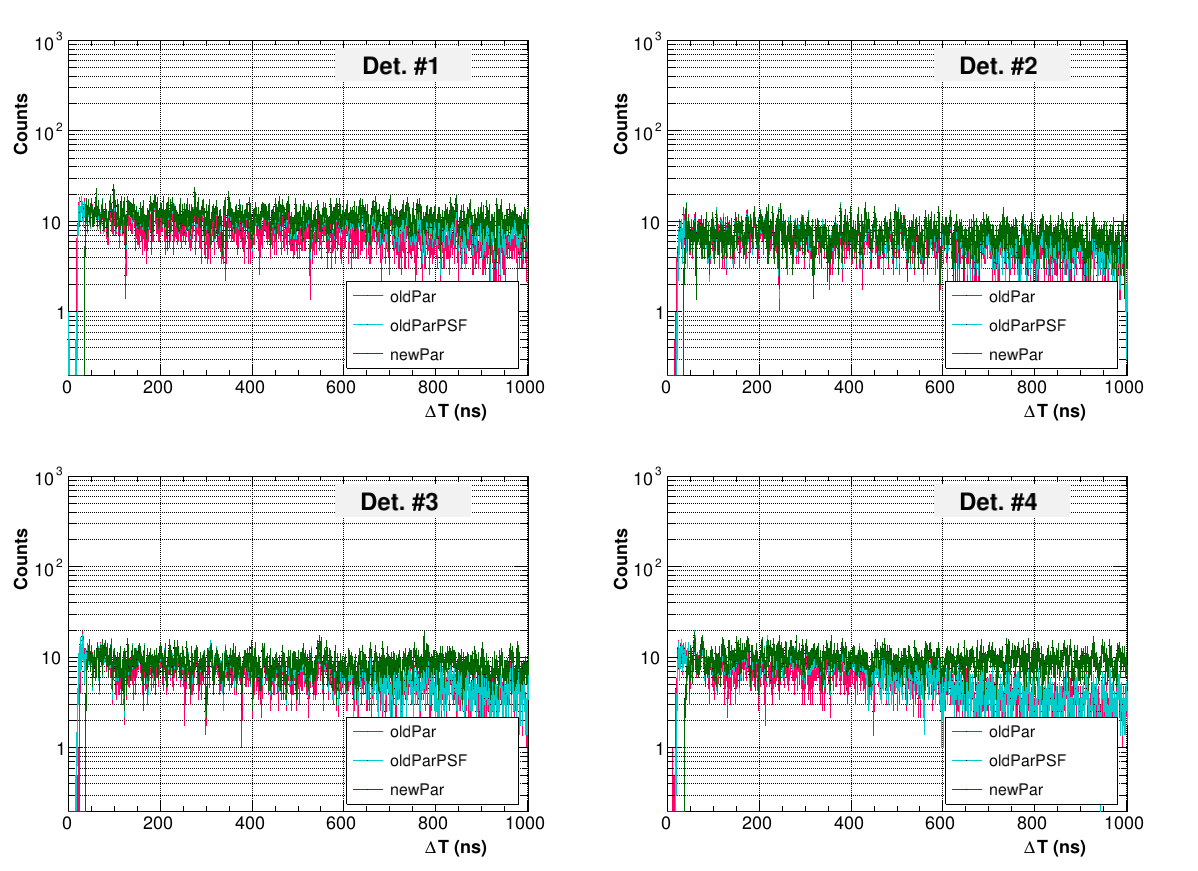 Det. #1
Counts
10³
10²
10
1
oldPar
oldParPSF
newPar
0 200 400 600 800 1000
ΔT (ns)
Det. #2
Counts
10³
10²
10
1
oldPar
oldParPSF
newPar
0 200 400 600 800 1000
ΔT (ns)
Det. #3
Counts
10³
10²
10
1
oldPar
oldParPSF
newPar
0 200 400 600 800 1000
ΔT (ns)
Det. #4
Counts
10³
10²
10
1
oldPar
oldParPSF
newPar
0 200 400 600 800 1000
ΔT (ns)